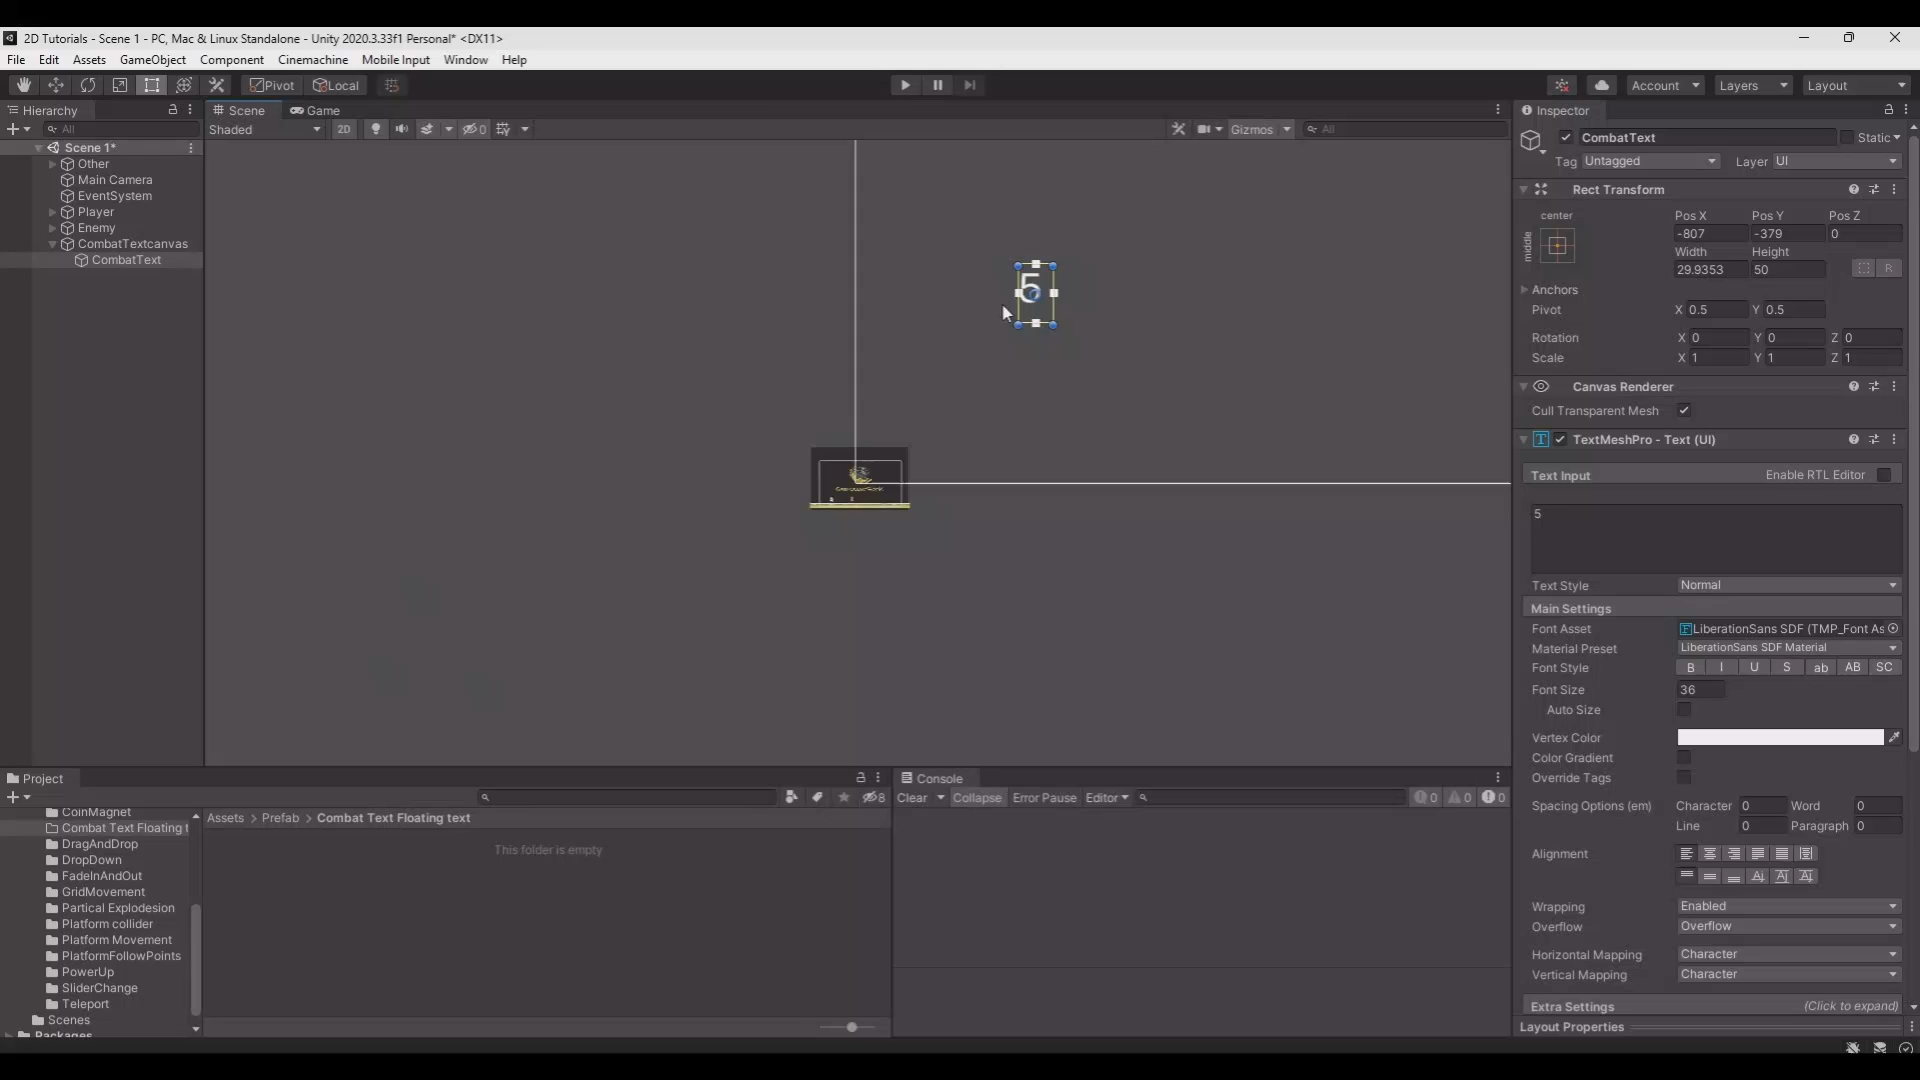 2D Tutorials - Scene 1 - PC, Mac & Linux Standalone - Unity 2020.3.33f1 Personal* <DX11>
File Edit Assets GameObject Component Cinemachine Mobile Input Window Help
Pivot Local Account Layers Layout
Hierarchy
All
Scene 1*
Other
Main Camera
EventSystem
Player
Enemy
CombatTextcanvas
CombatText
Scene Game
Shaded 2D 0 Gizmos All
5
Inspector
CombatText Static
Tag Untagged Layer UI
Rect Transform
center
middle
Pos X Pos Y Pos Z
-807 -379 0
Width Height
29.9353 50 R
Anchors
Pivot X 0.5 Y 0.5
Rotation X 0 Y 0 Z 0
Scale X 1 Y 1 Z 1
Canvas Renderer
Cull Transparent Mesh
TextMeshPro - Text (UI)
Text Input Enable RTL Editor
5
Text Style Normal
Main Settings
Font Asset LiberationSans SDF (TMP_Font As
Material Preset LiberationSans SDF Material
Font Style B I U S ab AB SC
Font Size 36
Auto Size
Vertex Color
Color Gradient
Override Tags
Spacing Options (em) Character 0 Word 0
Line 0 Paragraph 0
Alignment
Wrapping Enabled
Overflow Overflow
Horizontal Mapping Character
Vertical Mapping Character
Extra Settings (Click to expand)
Layout Properties
Project
8
CoinMagnet
Combat Text Floating t
DragAndDrop
DropDown
FadeInAndOut
GridMovement
Partical Explodesion
Platform collider
Platform Movement
PlatformFollowPoints
PowerUp
SliderChange
Teleport
Scenes
Packages
Assets > Prefab > Combat Text Floating text
This folder is empty
Console
Clear Collapse Error Pause Editor 0 0 0